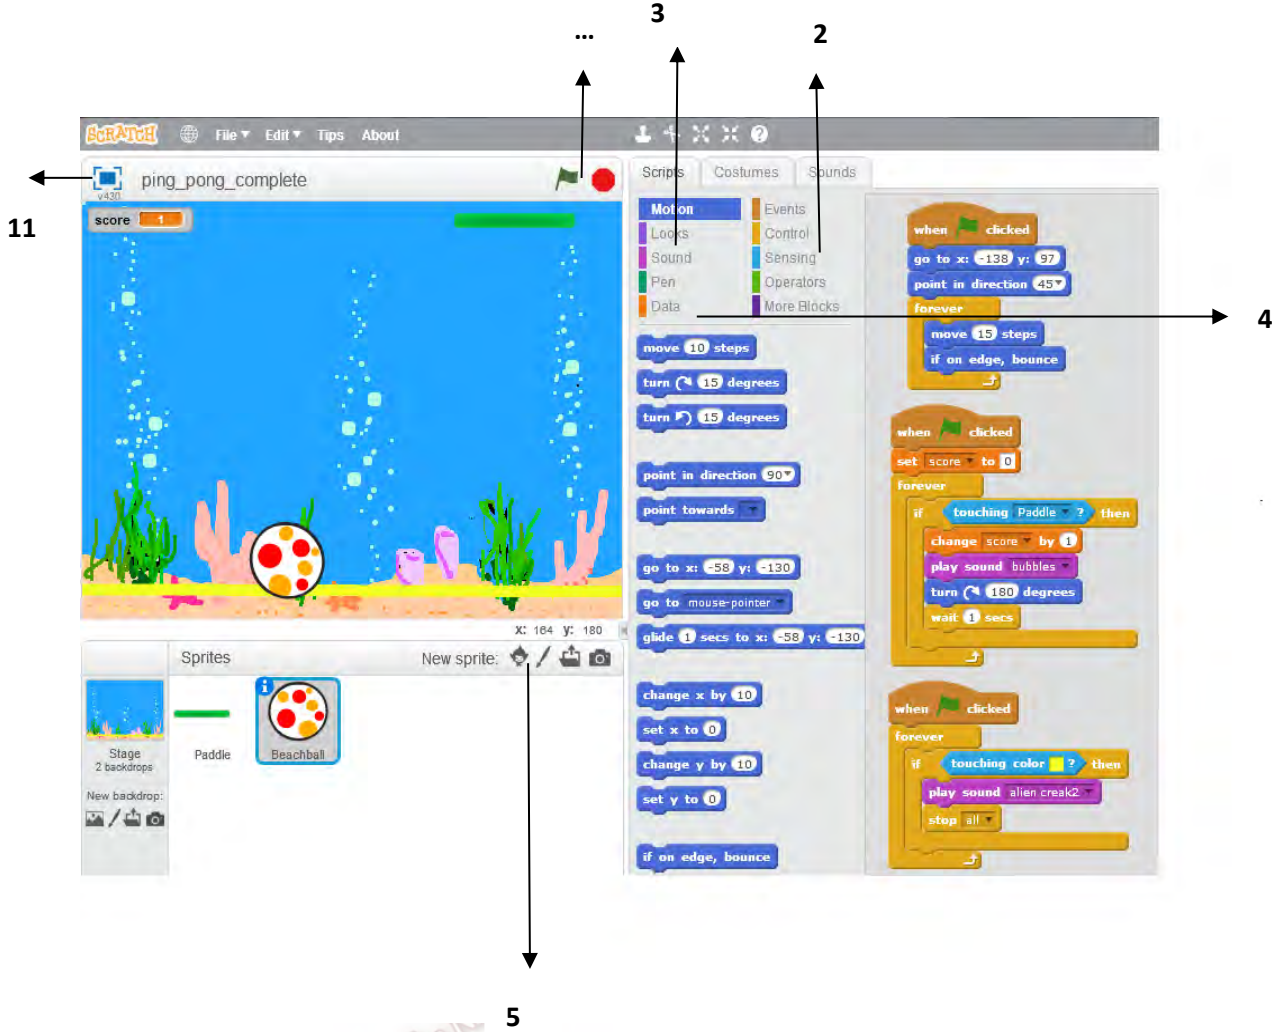 3
... 2
SCRATCH File Edit Tips About
ping_pong_complete
v430
11
Scripts Costumes Sounds
score 1
Motion Events
Looks Control
Sound Sensing
Pen Operators
Data More Blocks
4
move 10 steps
turn 15 degrees
turn 15 degrees
point in direction 90
point towards
go to x: -58 y: -130
go to mouse-pointer
glide 1 secs to x: -58 y: -130
change x by 10
set x to 0
change y by 10
set y to 0
if on edge, bounce
when clicked
go to x: -138 y: 97
point in direction 45
forever
move 15 steps
if on edge, bounce
when clicked
set score to 0
forever
if touching Paddle ? then
change score by 1
play sound bubbles
turn 180 degrees
wait 1 secs
when clicked
forever
if touching color ? then
play sound alien creak2
stop all
x: 164 y: 180
Sprites New sprite:
Stage
2 backdrops
New backdrop:
Paddle
Beachball
5